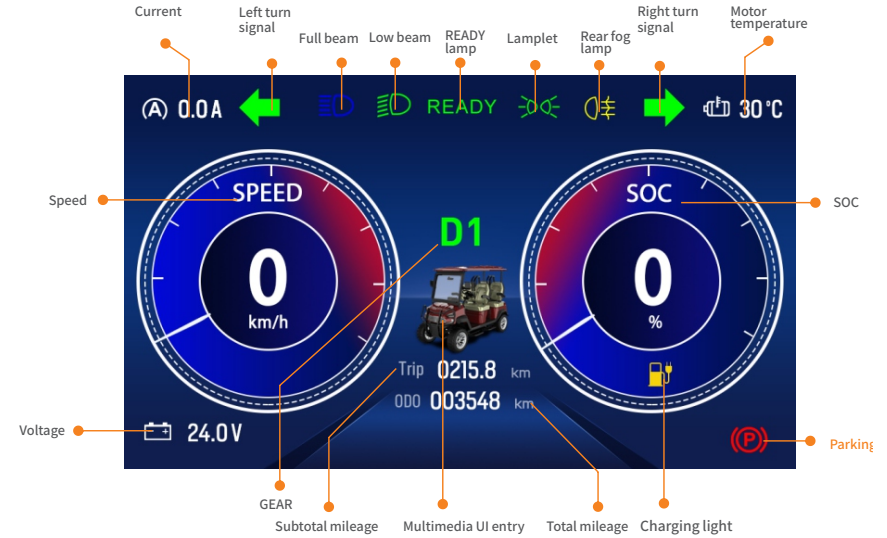 Current
Left turn
signal
Full beam
Low beam
READY
lamp
Lamplet
Rear fog
lamp
Right turn
signal
Motor
temperature
(A) 0.0 A
READY
30 °C
Speed
SPEED
0
km/h
D1
SOC
0
%
SOC
Trip 0215.8 km
ODO 003548 km
Voltage
24.0 V
(P)
Parking
GEAR
Subtotal mileage
Multimedia UI entry
Total mileage
Charging light